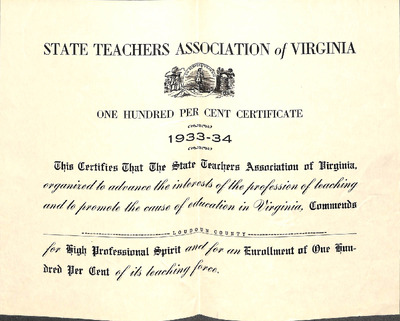 STATE TEACHERS ASSOCIATION of VIRGINIA
ONE HUNDRED PER CENT CERTIFICATE
1933-34
This Certifies That The State Teachers Association of Virginia,
organized to advance the interests of the profession of teaching
and to promote the cause of education in Virginia, Commends
LOUDOUN COUNTY
for High Professional Spirit and for an Enrollment of One Hun-
dred Per Cent of its teaching force.